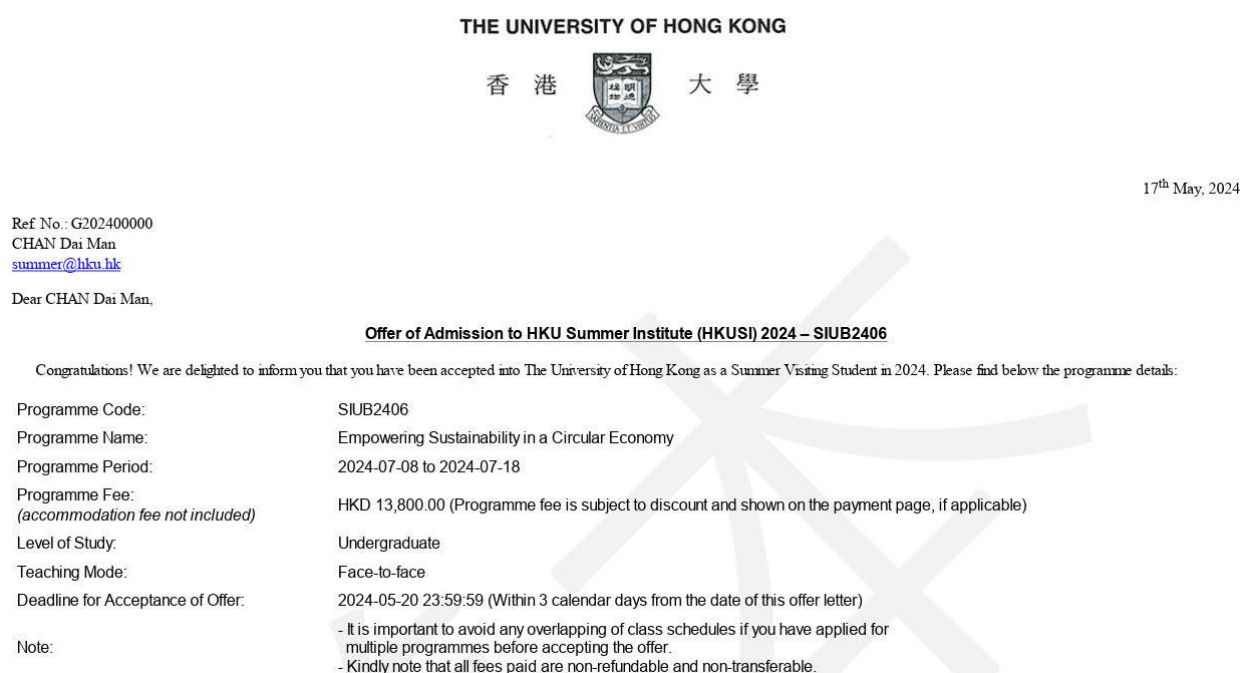 THE UNIVERSITY OF HONG KONG
香 港 大 學
SAPIENTIA ET VIRTUS
17th May, 2024
Ref. No.: G202400000
CHAN Dai Man
summer@hku.hk
Dear CHAN Dai Man,
Offer of Admission to HKU Summer Institute (HKUSI) 2024 – SIUB2406
Congratulations! We are delighted to inform you that you have been accepted into The University of Hong Kong as a Summer Visiting Student in 2024. Please find below the programme details:
Programme Code: SIUB2406
Programme Name: Empowering Sustainability in a Circular Economy
Programme Period: 2024-07-08 to 2024-07-18
Programme Fee:
(accommodation fee not included) HKD 13,800.00 (Programme fee is subject to discount and shown on the payment page, if applicable)
Level of Study: Undergraduate
Teaching Mode: Face-to-face
Deadline for Acceptance of Offer: 2024-05-20 23:59:59 (Within 3 calendar days from the date of this offer letter)
Note: - It is important to avoid any overlapping of class schedules if you have applied for
multiple programmes before accepting the offer.
- Kindly note that all fees paid are non-refundable and non-transferable.